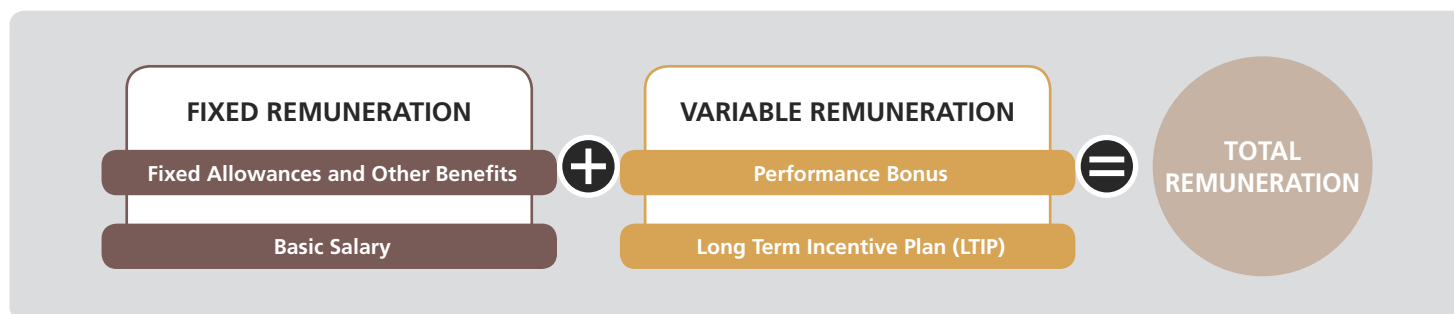 FIXED REMUNERATION
Fixed Allowances and Other Benefits
Basic Salary
+
VARIABLE REMUNERATION
Performance Bonus
Long Term Incentive Plan (LTIP)
=
TOTAL
REMUNERATION